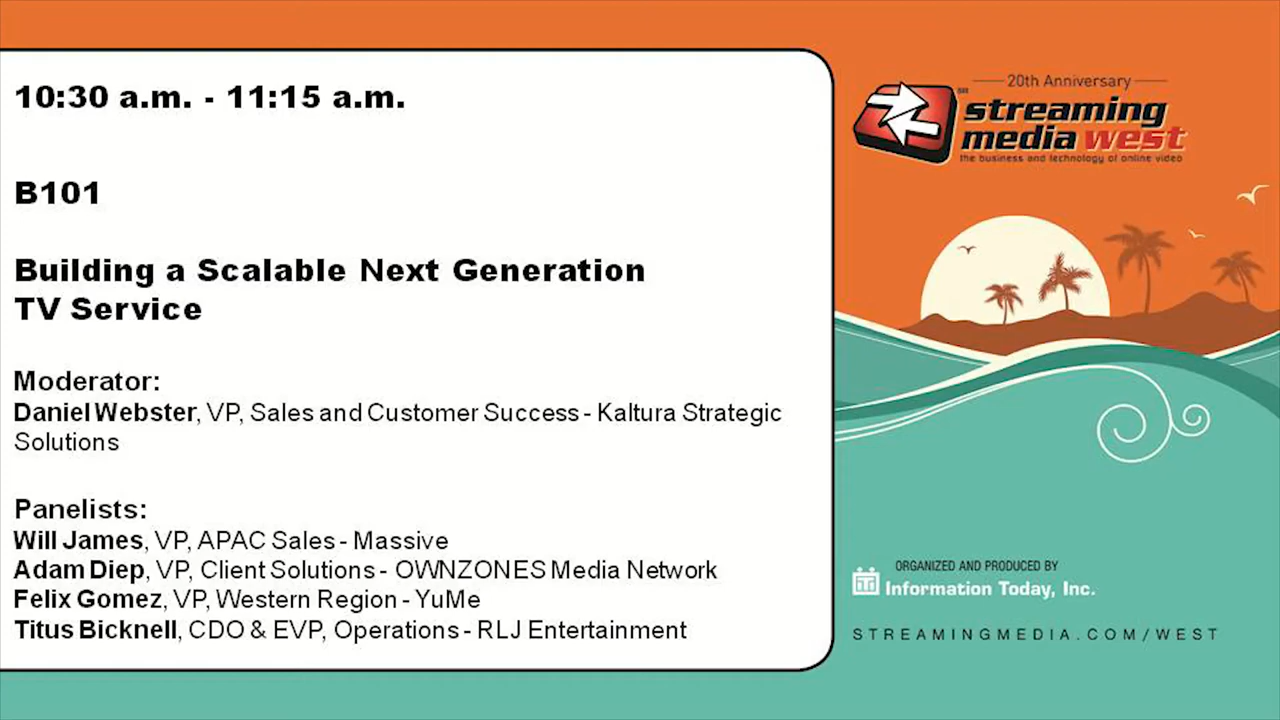 10:30 a.m. - 11:15 a.m.
B101
Building a Scalable Next Generation
TV Service
Moderator:
Daniel Webster, VP, Sales and Customer Success - Kaltura Strategic
Solutions
Panelists:
Will James, VP, APAC Sales - Massive
Adam Diep, VP, Client Solutions - OWNZONES Media Network
Felix Gomez, VP, Western Region - YuMe
Titus Bicknell, CDO & EVP, Operations - RLJ Entertainment
20th Anniversary
streaming
media west
the business and technology of online video
ORGANIZED AND PRODUCED BY
Information Today, Inc.
STREAMINGMEDIA.COM/WEST